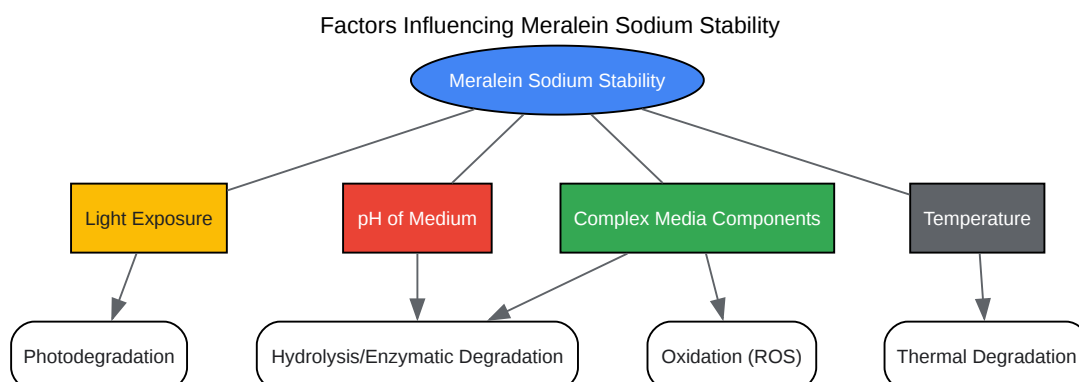 Factors Influencing Meralein Sodium Stability
Meralein Sodium Stability
Light Exposure
pH of Medium
Complex Media Components
Temperature
Photodegradation
Hydrolysis/Enzymatic Degradation
Oxidation (ROS)
Thermal Degradation